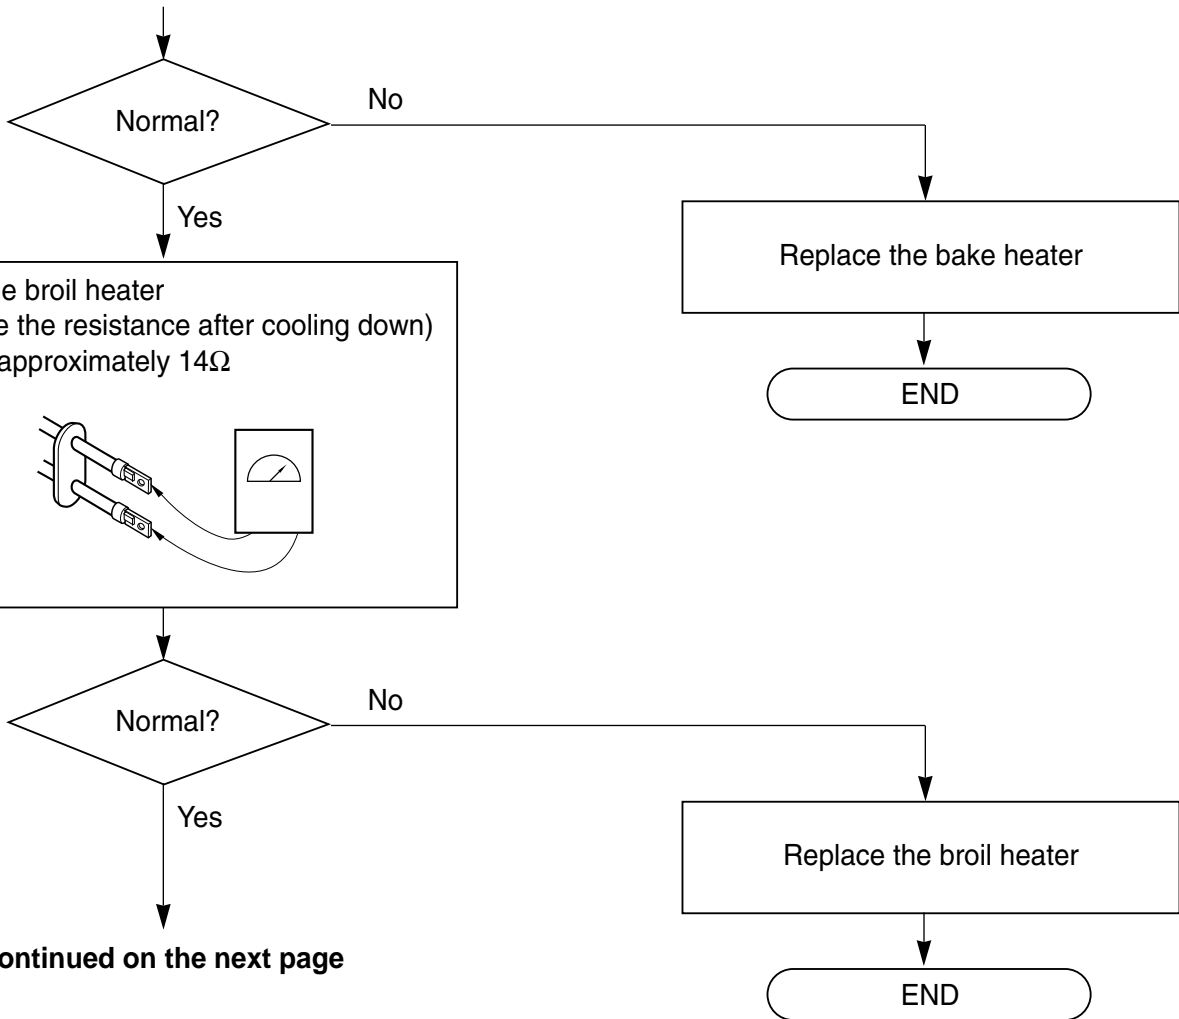 Normal?
No
Yes
Replace the bake heater
END
e broil heater
e the resistance after cooling down)
approximately 14Ω
Normal?
No
Yes
Replace the broil heater
END
ontinued on the next page